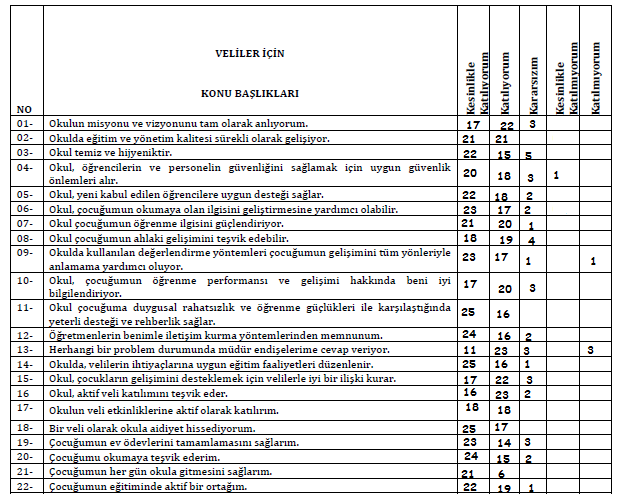 NO
VELİLER İÇİN
KONU BAŞLIKLARI
Kesinlikle Katılıyorum
Katılıyorum
Kararsızım
Kesinlikle Katılmıyorum
Katılmıyorum
01- Okulun misyonu ve vizyonunu tam olarak anlıyorum. 17 22 3
02- Okulda eğitim ve yönetim kalitesi sürekli olarak gelişiyor. 21 21
03- Okul temiz ve hijyeniktir. 22 15 5
04- Okul, öğrencilerin ve personelin güvenliğini sağlamak için uygun güvenlik
önlemleri alır. 20 18 3 1
05- Okul, yeni kabul edilen öğrencilere uygun desteği sağlar. 22 18 2
06- Okul, çocuğumun okumaya olan ilgisini geliştirmesine yardımcı olabilir. 23 17 2
07- Okul çocuğumun öğrenme ilgisini güçlendiriyor. 21 20 1
08- Okul çocuğumun ahlaki gelişimini teşvik edebilir. 18 19 4
09- Okulda kullanılan değerlendirme yöntemleri çocuğumun gelişimini tüm yönleriyle
anlamama yardımcı oluyor. 23 17 1 1
10- Okul, çocuğumun öğrenme performansı ve gelişimi hakkında beni iyi
bilgilendiriyor. 17 20 3
11- Okul çocuğuma duygusal rahatsızlık ve öğrenme güçlükleri ile karşılaştığında
yeterli desteği ve rehberlik sağlar. 25 16
12- Öğretmenlerin benimle iletişim kurma yöntemlerinden memnunum. 24 16 2
13- Herhangi bir problem durumunda müdür endişelerime cevap veriyor. 11 23 3 3
14- Okulda, velilerin ihtiyaçlarına uygun eğitim faaliyetleri düzenlenir. 25 16 1
15- Okul, çocukların gelişimini desteklemek için velilerle iyi bir ilişki kurar. 17 22 3
16 Okul, aktif veli katılımını teşvik eder. 16 23 2
17- Okulun veli etkinliklerine aktif olarak katılırım. 18 18
18- Bir veli olarak okula aidiyet hissediyorum. 25 17
19- Çocuğumun ev ödevlerini tamamlamasını sağlarım. 23 14 3
20- Çocuğumu okumaya teşvik ederim. 24 15 2
21- Çocuğumun her gün okula gitmesini sağlarım. 21 6
22- Çocuğumun eğitiminde aktif bir ortağım. 22 19 1